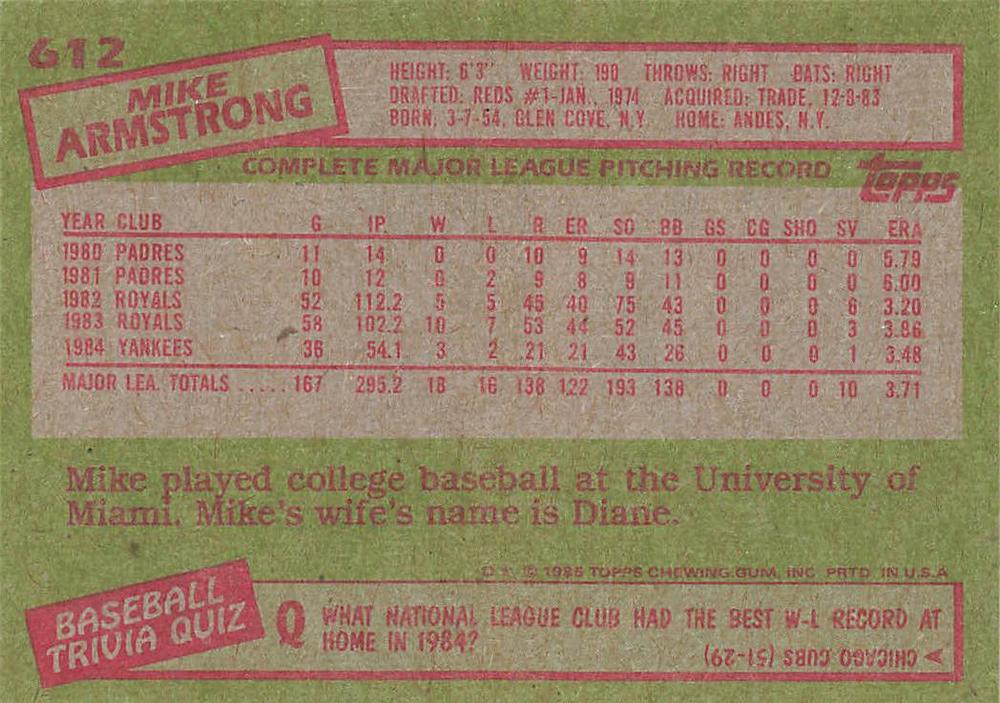 612
MIKE
ARMSTRONG
HEIGHT: 6'3" WEIGHT: 190 THROWS: RIGHT BATS: RIGHT
DRAFTED: REDS #1-JAN., 1974 ACQUIRED: TRADE, 12-8-83
BORN, 3-7-54, GLEN COVE, N.Y. HOME: ANDES, N.Y.
COMPLETE MAJOR LEAGUE PITCHING RECORD
topps
YEAR CLUB G IP. W L R ER SO BB GS CG SHO SV ERA
1980 PADRES 11 14 0 0 10 9 14 13 0 0 0 0 5.79
1981 PADRES 10 12 0 2 9 8 9 11 0 0 0 0 6.00
1982 ROYALS 52 112.2 5 5 45 40 75 43 0 0 0 6 3.20
1983 ROYALS 58 102.2 10 7 53 44 52 45 0 0 0 3 3.86
1984 YANKEES 36 54.1 3 2 21 21 43 26 0 0 0 1 3.48
MAJOR LEA. TOTALS ..... 167 295.2 18 16 138 122 193 138 0 0 0 10 3.71
Mike played college baseball at the University of
Miami. Mike's wife's name is Diane.
D * © 1985 TOPPS CHEWING GUM, INC PRTD. IN U.S.A
BASEBALL
TRIVIA QUIZ
Q WHAT NATIONAL LEAGUE CLUB HAD THE BEST W-L RECORD AT
HOME IN 1984?
CHICAGO CUBS (51-29)